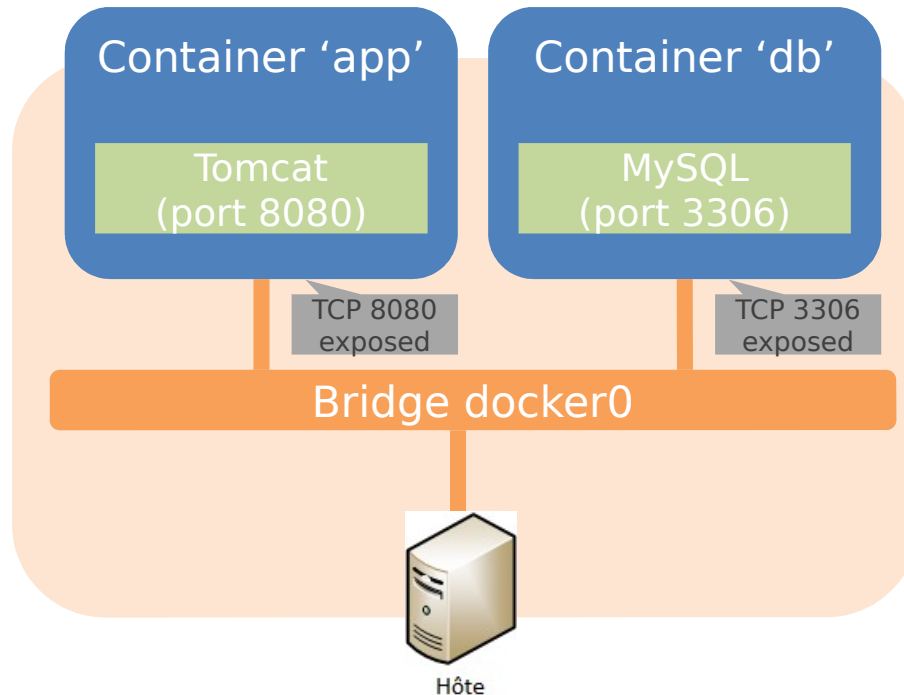 Container ‘app’
Tomcat
(port 8080)
TCP 8080
exposed
Container ‘db’
MySQL
(port 3306)
TCP 3306
exposed
Bridge docker0
Hôte